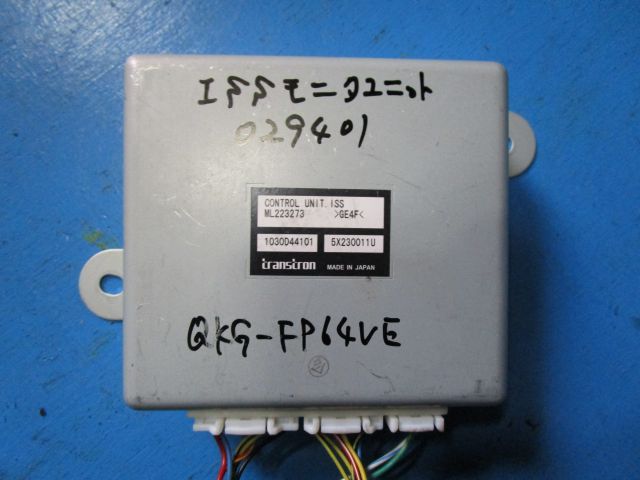 ISSモニタユニット
029401
CONTROL UNIT, ISS
ML223273 >GE4F<
1030D44101 5X230011U
transtron MADE IN JAPAN
QKG-FP64VE